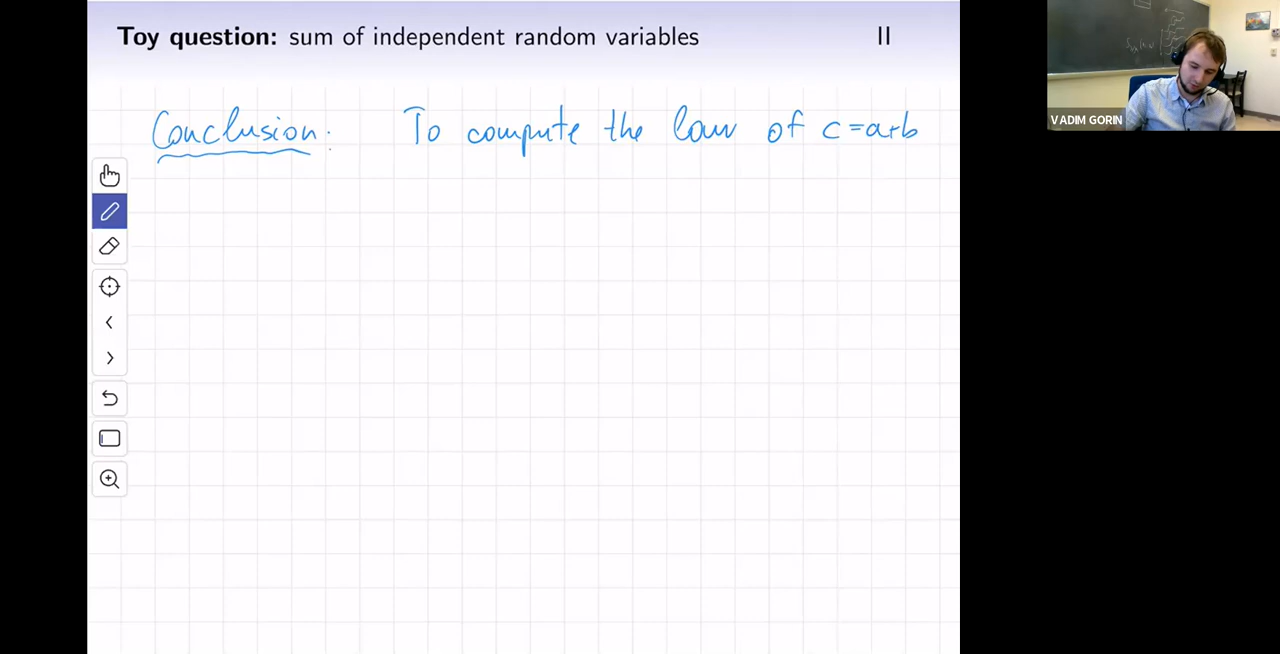 Toy question: sum of independent random variables II
Conclusion: To compute the law of c=a+b
VADIM GORIN